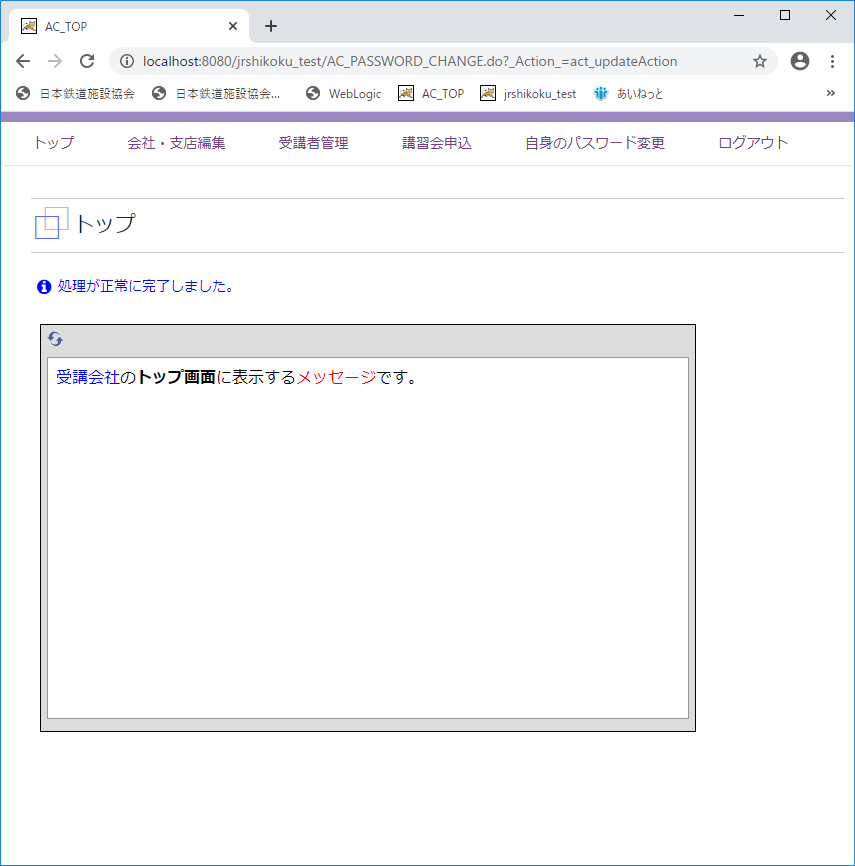 AC_TOP
localhost:8080/jrshikoku_test/AC_PASSWORD_CHANGE.do?_Action_=act_updateAction
日本鉄道施設協会 日本鉄道施設協会... WebLogic AC_TOP jrshikoku_test あいねっと »
トップ 会社・支店編集 受講者管理 講習会申込 自身のパスワード変更 ログアウト
トップ
処理が正常に完了しました。
受講会社のトップ画面に表示するメッセージです。